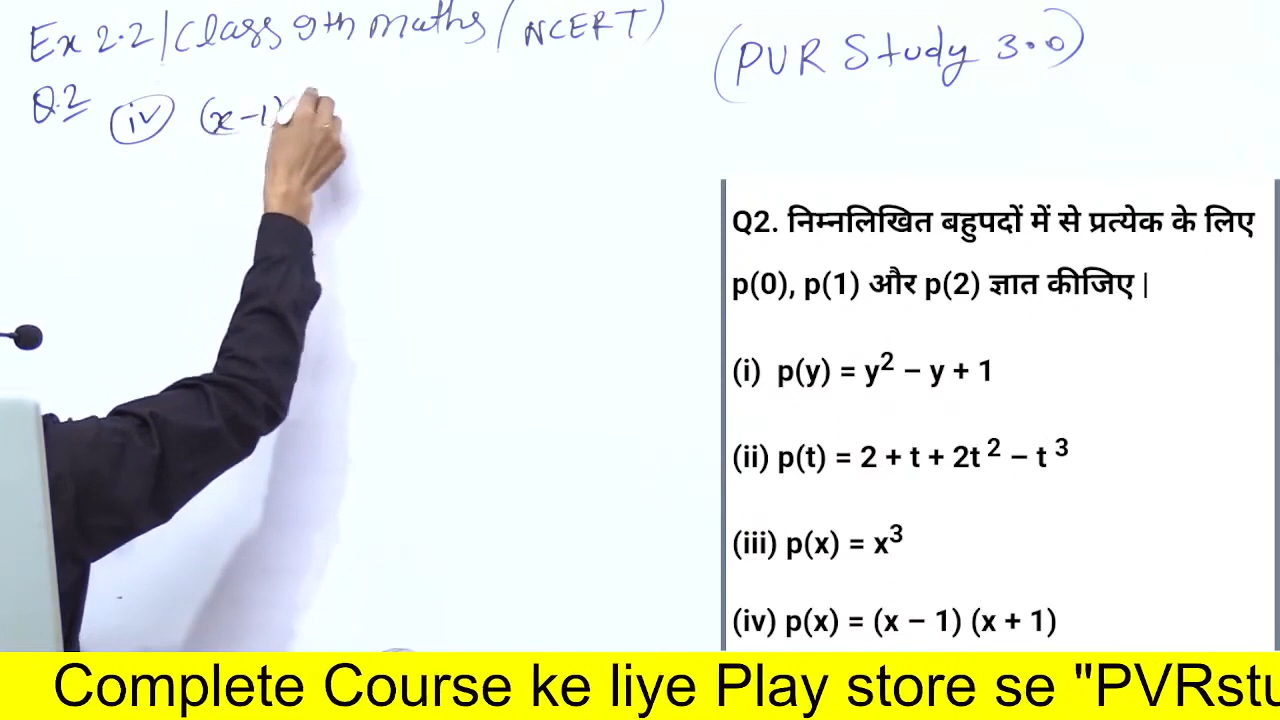 Ex 2.2 | Class 9th Maths (NCERT)
(PVR Study 3.0)
Q.2 (iv) (x-1)
Q2. निम्नलिखित बहुपदों में से प्रत्येक के लिए
p(0), p(1) और p(2) ज्ञात कीजिए |
(i) p(y) = y² – y + 1
(ii) p(t) = 2 + t + 2t² – t³
(iii) p(x) = x³
(iv) p(x) = (x – 1) (x + 1)
Complete Course ke liye Play store se "PVRstu